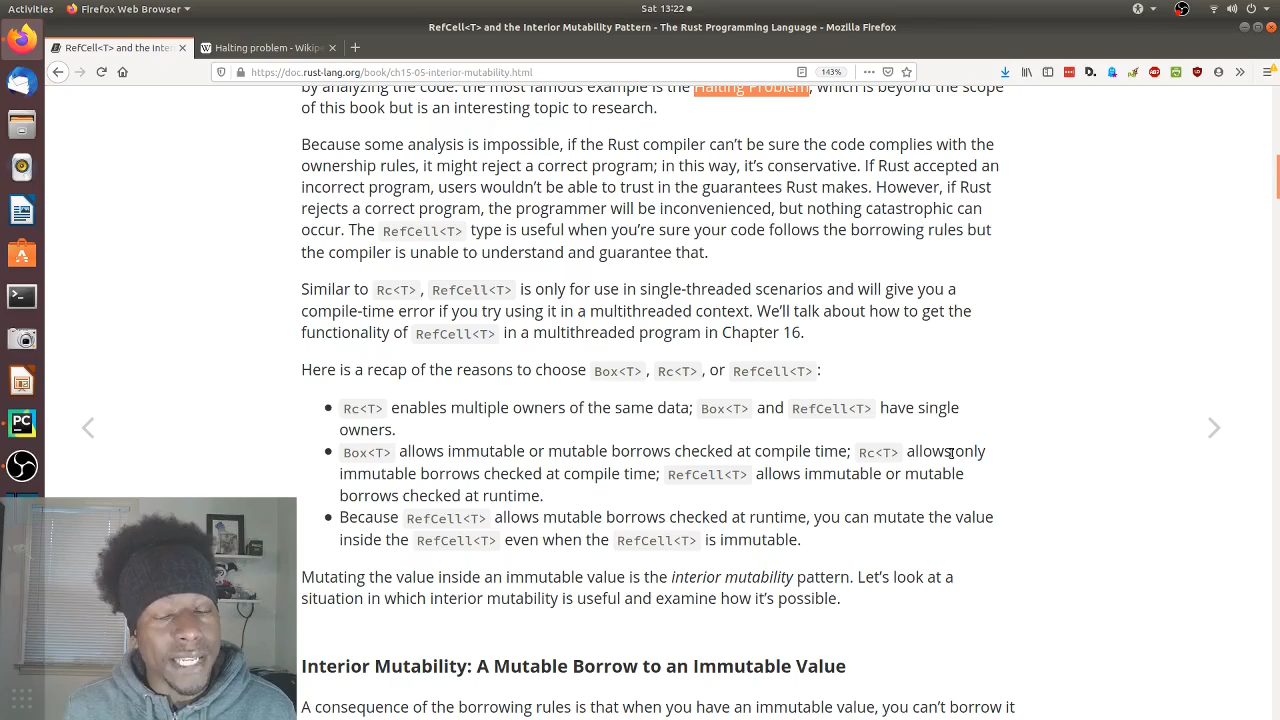 Activities
Firefox Web Browser
Sat 13:22
RefCell<T> and the Interior Mutability Pattern - The Rust Programming Language - Mozilla Firefox
RefCell<T> and the Inter
Halting problem - Wikipe
https://doc.rust-lang.org/book/ch15-05-interior-mutability.html
143%
by analyzing the code. the most famous example is the Halting Problem, which is beyond the scope
of this book but is an interesting topic to research.
Because some analysis is impossible, if the Rust compiler can't be sure the code complies with the
ownership rules, it might reject a correct program; in this way, it's conservative. If Rust accepted an
incorrect program, users wouldn't be able to trust in the guarantees Rust makes. However, if Rust
rejects a correct program, the programmer will be inconvenienced, but nothing catastrophic can
occur. The RefCell<T> type is useful when you're sure your code follows the borrowing rules but
the compiler is unable to understand and guarantee that.
Similar to Rc<T>, RefCell<T> is only for use in single-threaded scenarios and will give you a
compile-time error if you try using it in a multithreaded context. We'll talk about how to get the
functionality of RefCell<T> in a multithreaded program in Chapter 16.
Here is a recap of the reasons to choose Box<T>, Rc<T>, or RefCell<T>:
• Rc<T> enables multiple owners of the same data; Box<T> and RefCell<T> have single
owners.
• Box<T> allows immutable or mutable borrows checked at compile time; Rc<T> allows only
immutable borrows checked at compile time; RefCell<T> allows immutable or mutable
borrows checked at runtime.
• Because RefCell<T> allows mutable borrows checked at runtime, you can mutate the value
inside the RefCell<T> even when the RefCell<T> is immutable.
Mutating the value inside an immutable value is the interior mutability pattern. Let's look at a
situation in which interior mutability is useful and examine how it's possible.
Interior Mutability: A Mutable Borrow to an Immutable Value
A consequence of the borrowing rules is that when you have an immutable value, you can't borrow it